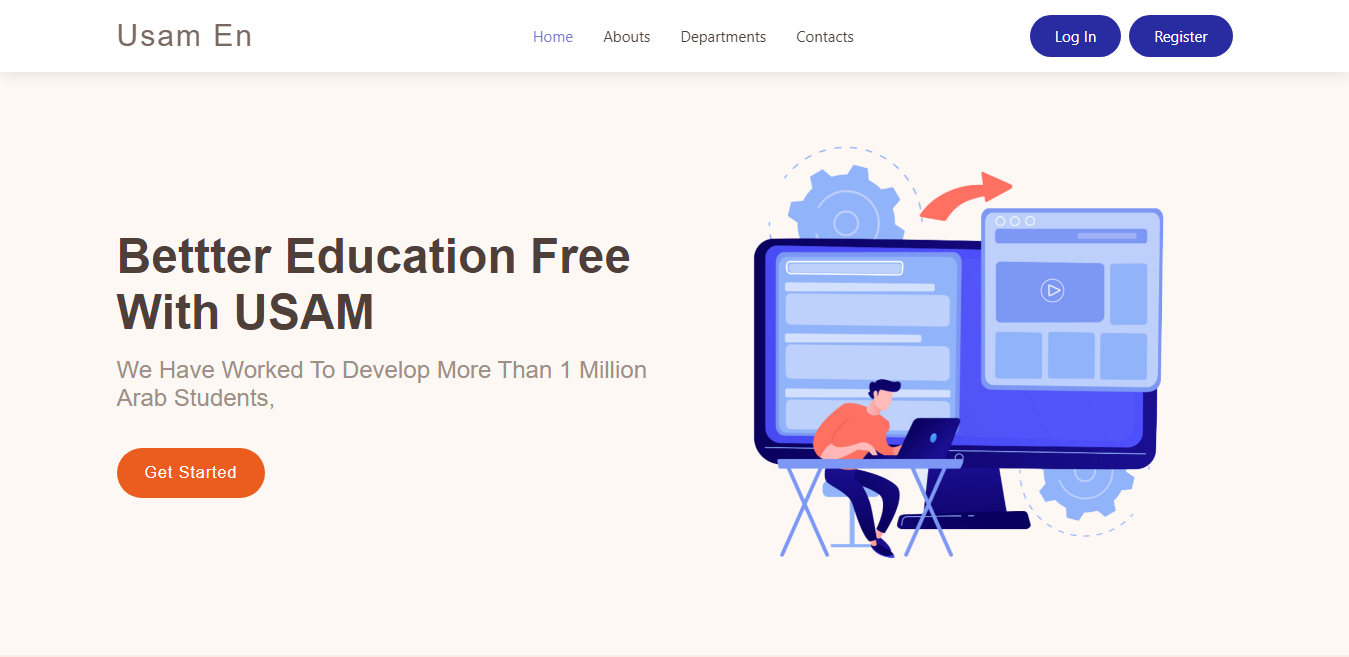 Usam En
Home
Abouts
Departments
Contacts
Log In
Register
Bettter Education Free
With USAM
We Have Worked To Develop More Than 1 Million
Arab Students,
Get Started